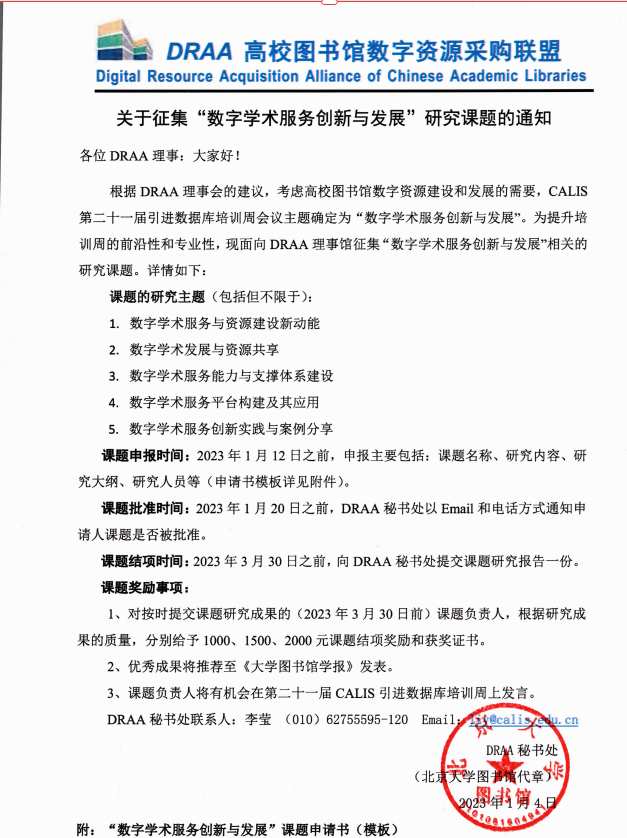 DRAA 高校图书馆数字资源采购联盟
Digital Resource Acquisition Alliance of Chinese Academic Libraries
关于征集“数字学术服务创新与发展”研究课题的通知
各位 DRAA 理事：大家好！
根据 DRAA 理事会的建议，考虑高校图书馆数字资源建设和发展的需要，CALIS
第二十一届引进数据库培训周会议主题确定为“数字学术服务创新与发展”。为提升培
训周的前沿性和专业性，现面向 DRAA 理事馆征集“数字学术服务创新与发展”相关的
研究课题。详情如下：
课题的研究主题（包括但不限于）：
1. 数字学术服务与资源建设新动能
2. 数字学术发展与资源共享
3. 数字学术服务能力与支撑体系建设
4. 数字学术服务平台构建及其应用
5. 数字学术服务创新实践与案例分享
课题申报时间：2023 年 1 月 12 日之前，申报主要包括：课题名称、研究内容、研
究大纲、研究人员等（申请书模板详见附件）。
课题批准时间：2023 年 1 月 20 日之前，DRAA 秘书处以 Email 和电话方式通知申
请人课题是否被批准。
课题结项时间：2023 年 3 月 30 日之前，向 DRAA 秘书处提交课题研究报告一份。
课题奖励事项：
1、对按时提交课题研究成果的（2023 年 3 月 30 日前）课题负责人，根据研究成
果的质量，分别给予 1000、1500、2000 元课题结项奖励和获奖证书。
2、优秀成果将推荐至《大学图书馆学报》发表。
3、课题负责人将有机会在第二十一届 CALIS 引进数据库培训周上发言。
DRAA 秘书处联系人：李莹 （010）62755595-120 Email：
DRAA 秘书处
（北京大学图书馆代章）
2023 年 1 月 4 日
北京大学
图书馆
附：“数字学术服务创新与发展”课题申请书（模板）